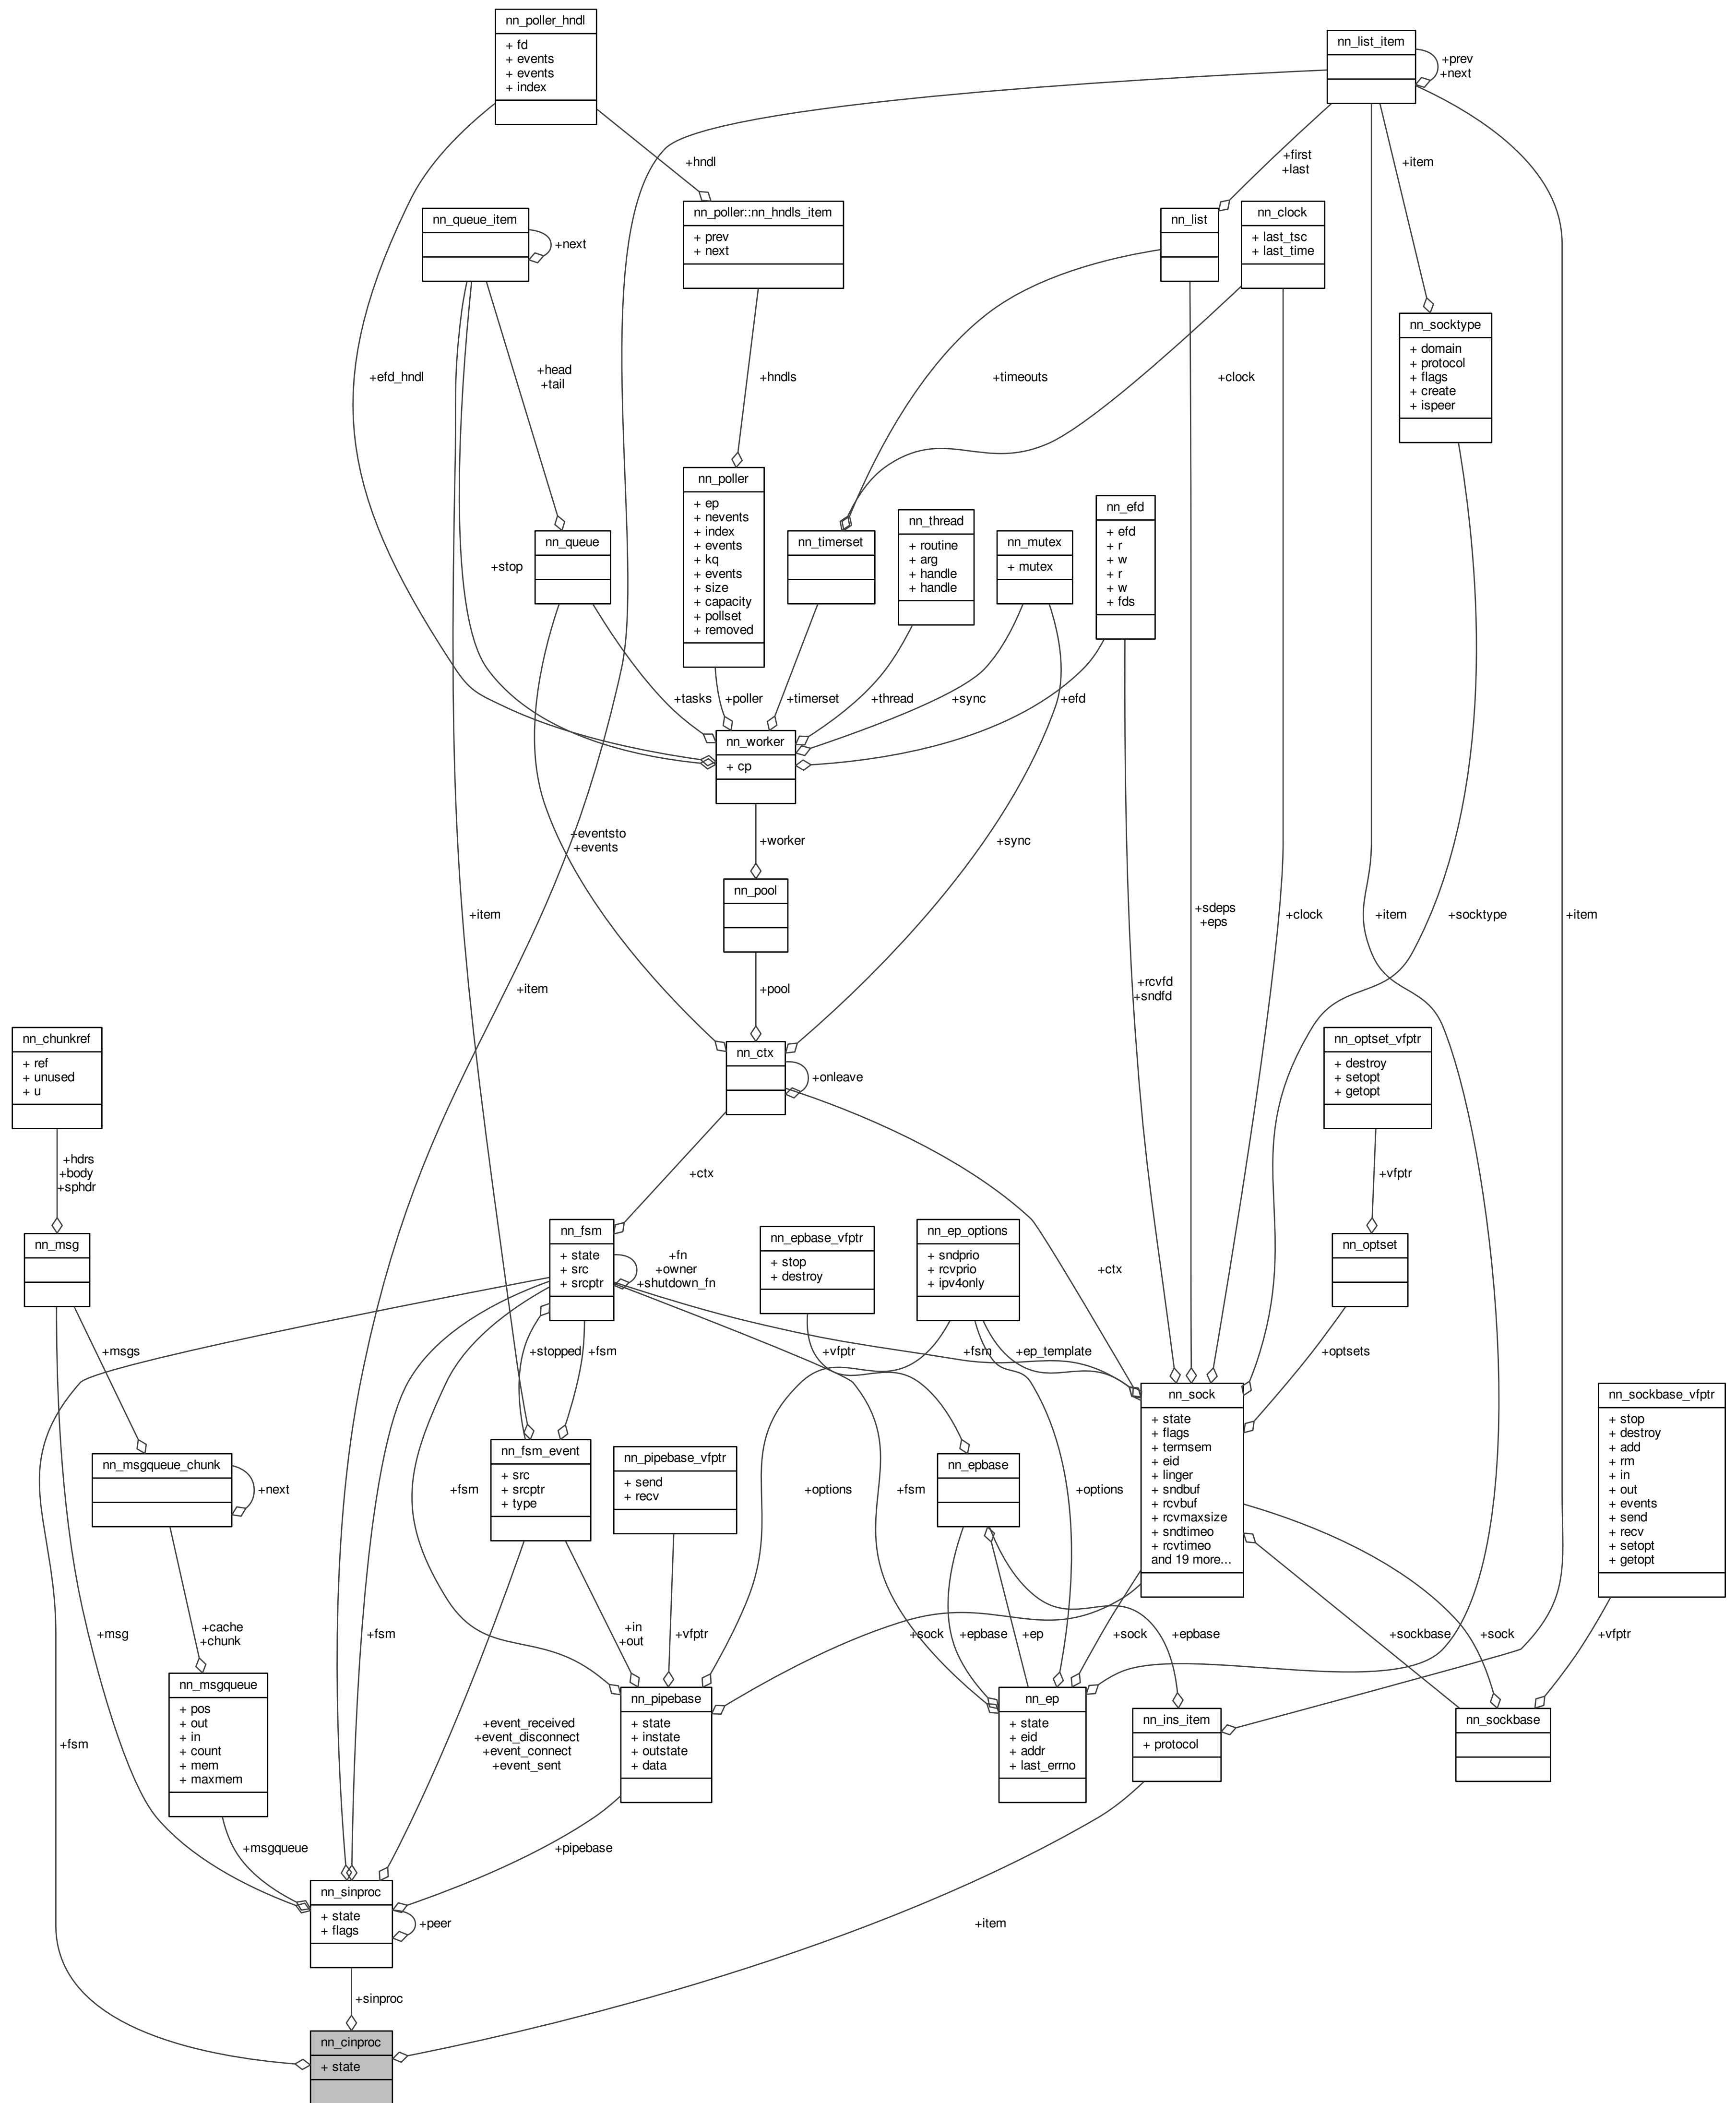 nn_poller_hndl
+ fd
+ events
+ events
+ index
nn_list_item
+prev
+next
+hndl
+first
+last
+item
nn_queue_item
+next
nn_poller::nn_hndls_item
+ prev
+ next
nn_list
nn_clock
+ last_tsc
+ last_time
nn_socktype
+ domain
+ protocol
+ flags
+ create
+ ispeer
+efd_hndl
+head
+tail
+hndls
+timeouts
+clock
nn_poller
+ ep
+ nevents
+ index
+ events
+ kq
+ events
+ size
+ capacity
+ pollset
+ removed
nn_efd
+ efd
+ r
+ w
+ r
+ w
+ fds
nn_thread
+ routine
+ arg
+ handle
+ handle
nn_queue
nn_timerset
nn_mutex
+ mutex
+stop
+tasks
+poller
+timerset
+thread
+sync
+efd
nn_worker
+ cp
+eventsto
+events
+worker
+sync
nn_pool
+item
+sdeps
+eps
+clock
+item
+socktype
+item
+item
+pool
+rcvfd
+sndfd
nn_chunkref
+ ref
+ unused
+ u
nn_ctx
+onleave
nn_optset_vfptr
+ destroy
+ setopt
+ getopt
+hdrs
+body
+sphdr
+ctx
+vfptr
nn_msg
nn_fsm
+ state
+ src
+ srcptr
+fn
+owner
+shutdown_fn
nn_epbase_vfptr
+ stop
+ destroy
nn_ep_options
+ sndprio
+ rcvprio
+ ipv4only
+ctx
nn_optset
+msgs
+stopped
+fsm
+vfptr
+fsm
+ep_template
+optsets
nn_sock
+ state
+ flags
+ termsem
+ eid
+ linger
+ sndbuf
+ rcvbuf
+ rcvmaxsize
+ sndtimeo
+ rcvtimeo
and 19 more...
nn_sockbase_vfptr
+ stop
+ destroy
+ add
+ rm
+ in
+ out
+ events
+ send
+ recv
+ setopt
+ getopt
nn_msgqueue_chunk
+next
+fsm
nn_fsm_event
+ src
+ srcptr
+ type
nn_pipebase_vfptr
+ send
+ recv
+options
+fsm
nn_epbase
+options
+msg
+cache
+chunk
+fsm
+in
+out
+vfptr
+sock
+epbase
+ep
+sock
+epbase
+sockbase
+sock
+vfptr
nn_msgqueue
+ pos
+ out
+ in
+ count
+ mem
+ maxmem
+fsm
+event_received
+event_disconnect
+event_connect
+event_sent
nn_pipebase
+ state
+ instate
+ outstate
+ data
nn_ep
+ state
+ eid
+ addr
+ last_errno
nn_ins_item
+ protocol
nn_sockbase
+msgqueue
+pipebase
nn_sinproc
+ state
+ flags
+peer
+item
+sinproc
nn_cinproc
+ state